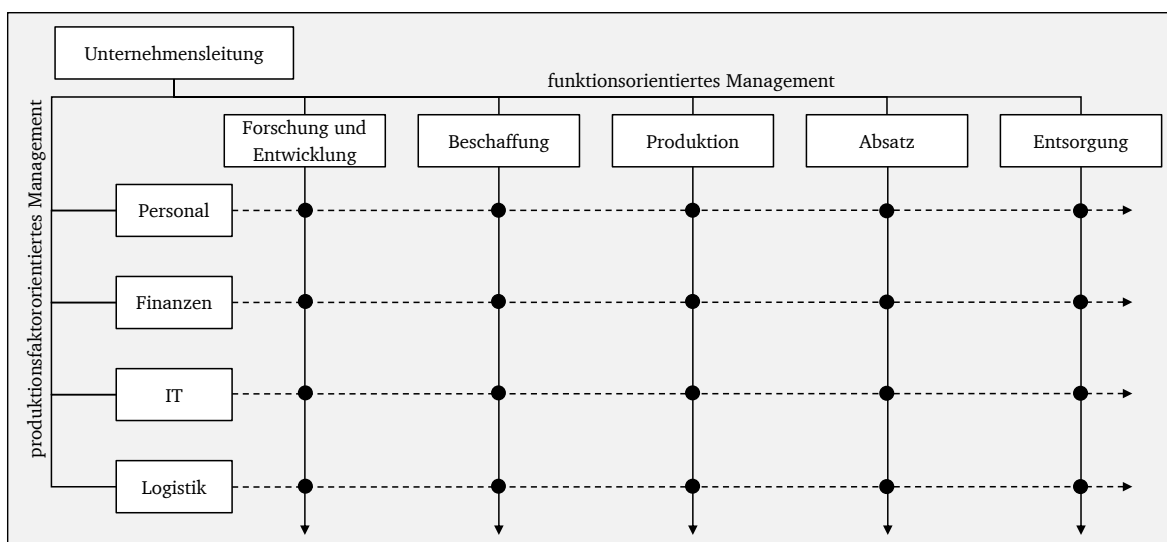 Unternehmensleitung
funktionsorientiertes Management
produktionsfaktororientiertes Management
Forschung und
Entwicklung
Beschaffung
Produktion
Absatz
Entsorgung
Personal
Finanzen
IT
Logistik